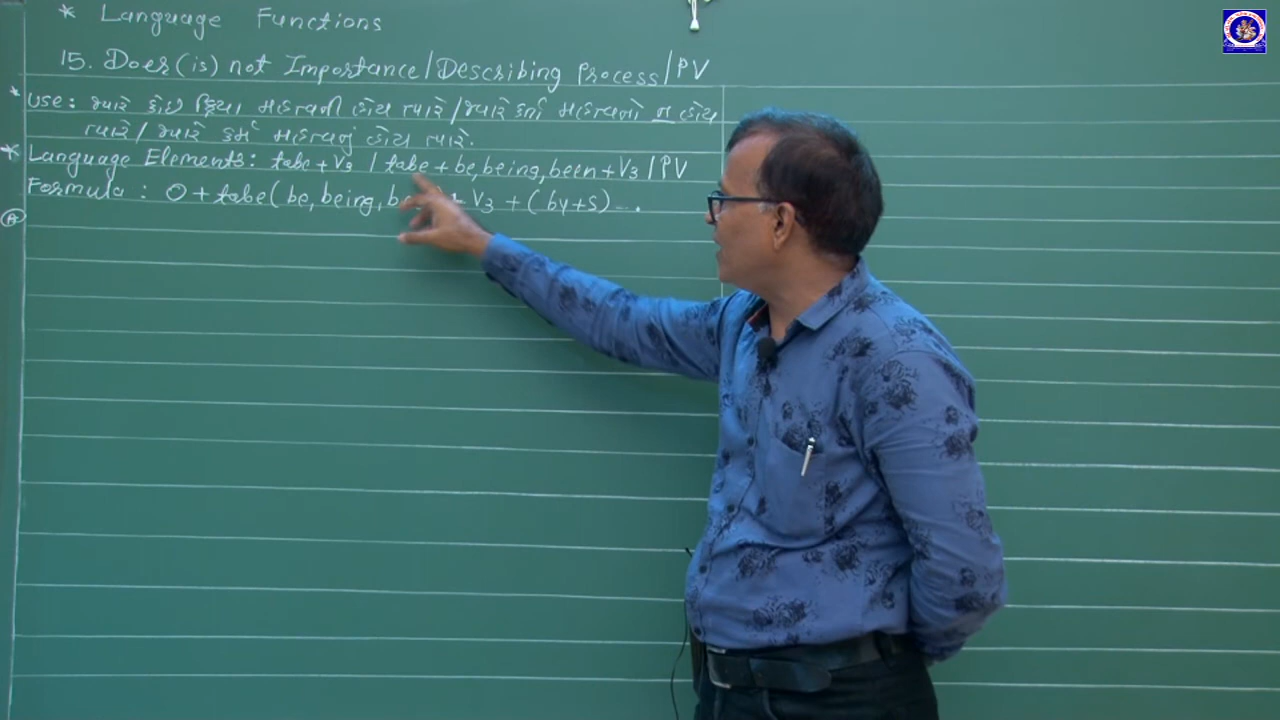 * Language Functions
15. Doer(is) not Importance/Describing Process/PV
* Use: જ્યારે કોઇ ક્રિયા મહત્વની હોય ત્યારે/જ્યારે કર્તા મહત્વનો ન હોય
ત્યારે/જ્યારે કર્મ મહત્વનું હોય ત્યારે.
* Language Elements: tobe+V3 / tobe+be,being,been+V3/PV
Formula: O+tobe(be,being, V3+(by+S)...
(A)